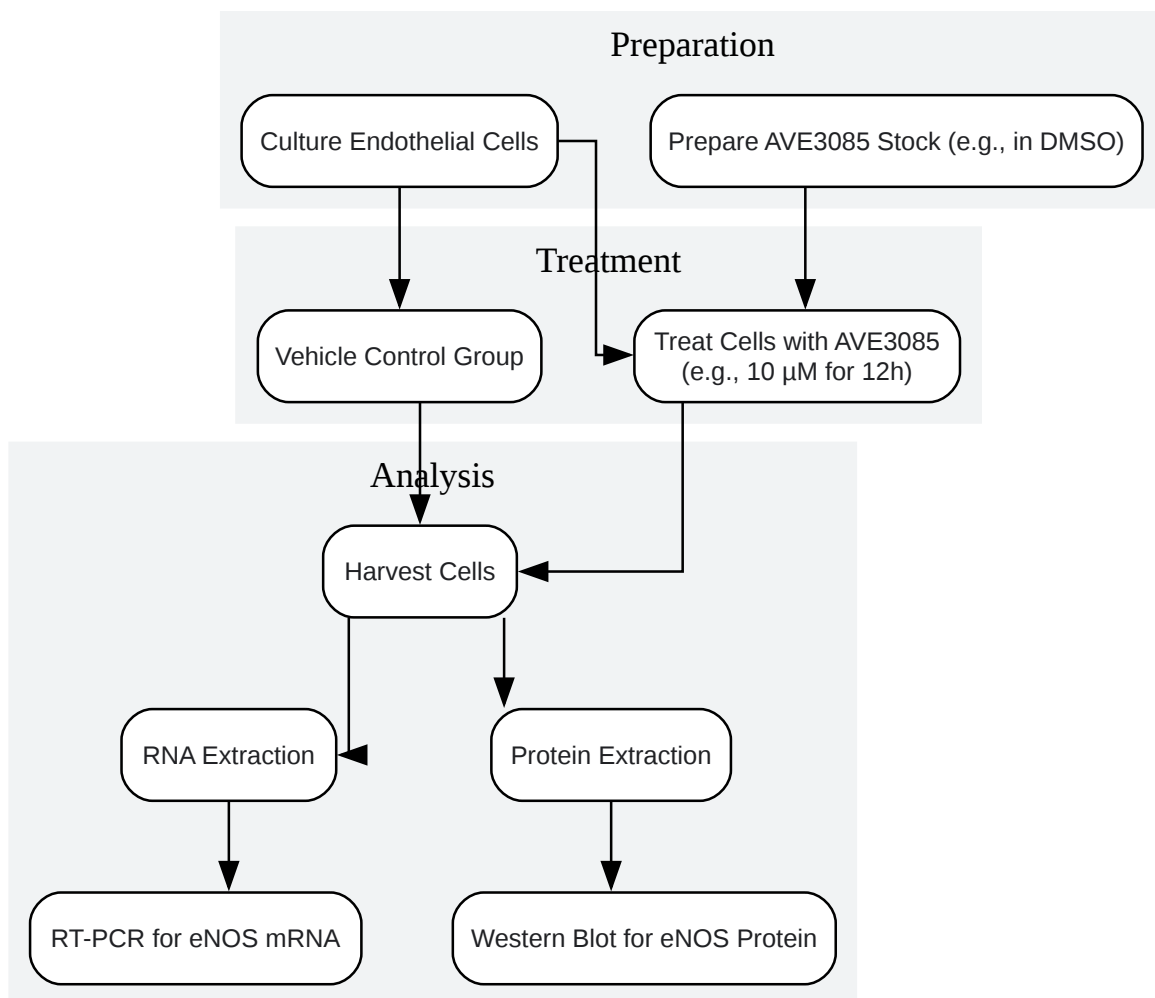 Preparation
Culture Endothelial Cells
Prepare AVE3085 Stock (e.g., in DMSO)
Treatment
Vehicle Control Group
Treat Cells with AVE3085
(e.g., 10 µM for 12h)
Analysis
Harvest Cells
RNA Extraction
Protein Extraction
RT-PCR for eNOS mRNA
Western Blot for eNOS Protein